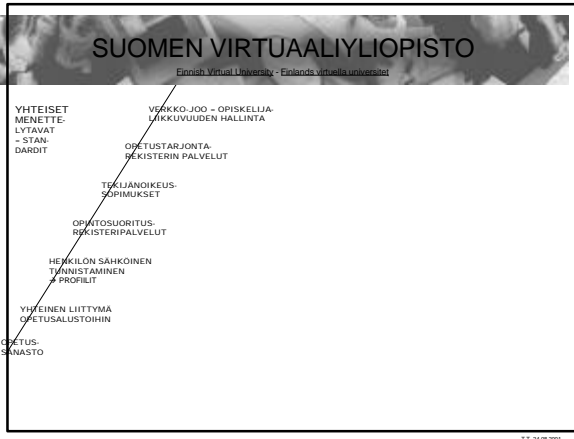 SUOMEN VIRTUAALIYLIOPISTO
Finnish Virtual University - Finlands virtuella universitet
YHTEISET
MENETTE-
LYTAVAT
= STAN-
DARDIT
VERKKO-JOO = OPISKELIJA-
LIIKKUVUUDEN HALLINTA
OPETUSTARJONTA-
REKISTERIN PALVELUT
TEKIJÄNOIKEUS-
SOPIMUKSET
OPINTOSUORITUS-
REKISTERIPALVELUT
HENKILÖN SÄHKÖINEN
TUNNISTAMINEN
→ PROFIILIT
YHTEINEN LIITTYMÄ
OPETUSALUSTOIHIN
OPETUS-
SANASTO